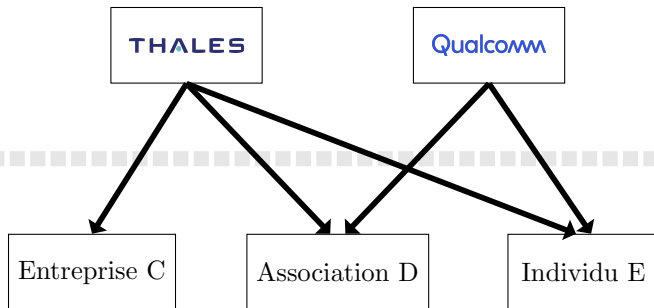 THALES
Qualcomm
Entreprise C
Association D
Individu E